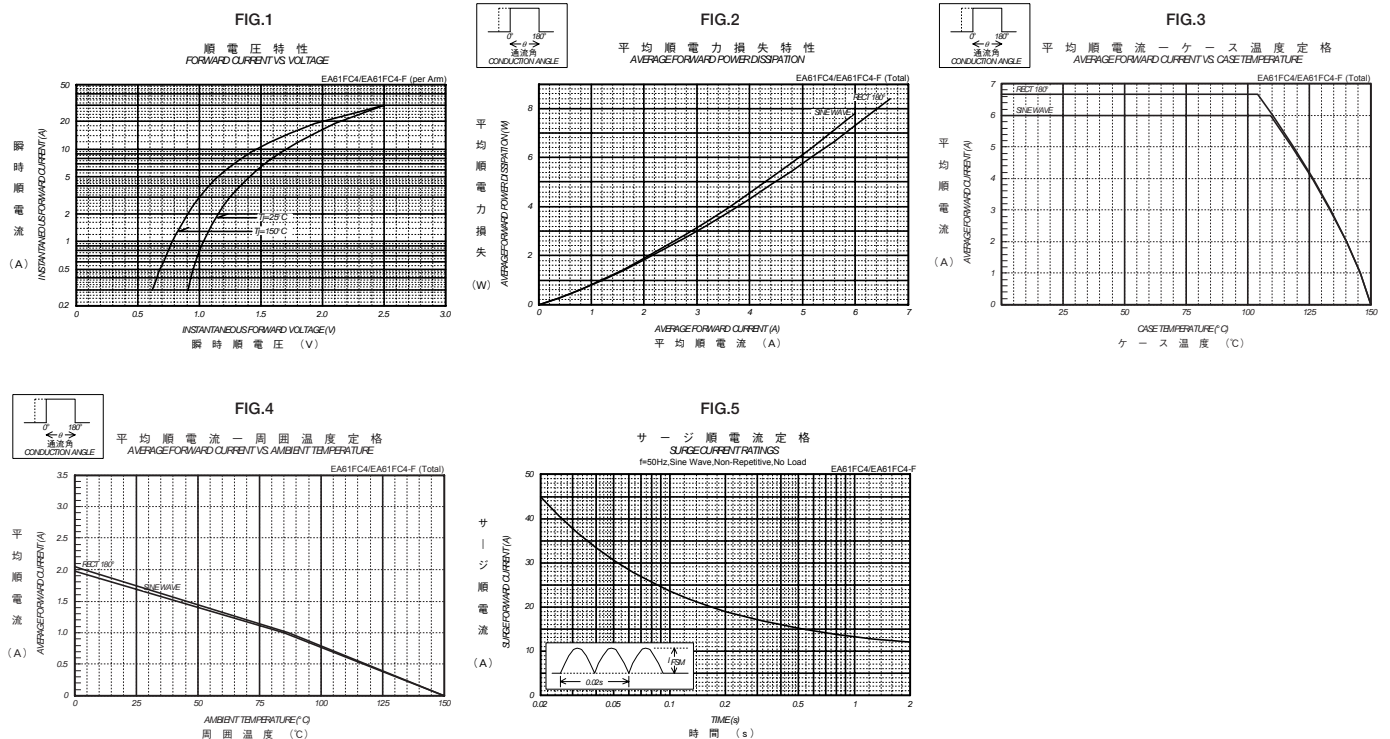 FIG.1
順電圧特性
FORWARD CURRENT VS. VOLTAGE
EA61FC4/EA61FC4-F (per Arm)
50
20
10
5
2
1
0.5
0.2
瞬時順電流 (A)
INSTANTANEOUS FORWARD CURRENT (A)
Tj=25°C
Tj=150°C
0 0.5 1.0 1.5 2.0 2.5 3.0
INSTANTANEOUS FORWARD VOLTAGE (V)
瞬時順電圧 (V)
0° 180°
θ
通流角
CONDUCTION ANGLE
FIG.2
平均順電力損失特性
AVERAGE FORWARD POWER DISSIPATION
EA61FC4/EA61FC4-F (Total)
8
6
4
2
0
平均順電力損失 (W)
AVERAGE FORWARD POWER DISSIPATION (W)
RECT 180°
SINE WAVE
0 1 2 3 4 5 6 7
AVERAGE FORWARD CURRENT (A)
平均順電流 (A)
0° 180°
θ
通流角
CONDUCTION ANGLE
FIG.3
平均順電流ーケース温度定格
AVERAGE FORWARD CURRENT VS. CASE TEMPERATURE
EA61FC4/EA61FC4-F (Total)
7
6
5
4
3
2
1
0
平均順電流 (A)
AVERAGE FORWARD CURRENT (A)
RECT 180°
SINE WAVE
25 50 75 100 125 150
CASE TEMPERATURE (°C)
ケース温度 (℃)
0° 180°
θ
通流角
CONDUCTION ANGLE
FIG.4
平均順電流ー周囲温度定格
AVERAGE FORWARD CURRENT VS. AMBIENT TEMPERATURE
EA61FC4/EA61FC4-F (Total)
3.5
3.0
2.5
2.0
1.5
1.0
0.5
0
平均順電流 (A)
AVERAGE FORWARD CURRENT (A)
RECT 180°
SINE WAVE
0 25 50 75 100 125 150
AMBIENT TEMPERATURE (°C)
周囲温度 (℃)
FIG.5
サージ順電流定格
SURGE CURRENT RATINGS
f=50Hz,Sine Wave,Non-Repetitive,No Load
EA61FC4/EA61FC4-F
50
40
30
20
10
0
サージ順電流 (A)
SURGE FORWARD CURRENT (A)
I FSM
0.02s
0.02 0.05 0.1 0.2 0.5 1 2
TIME (s)
時間 (s)